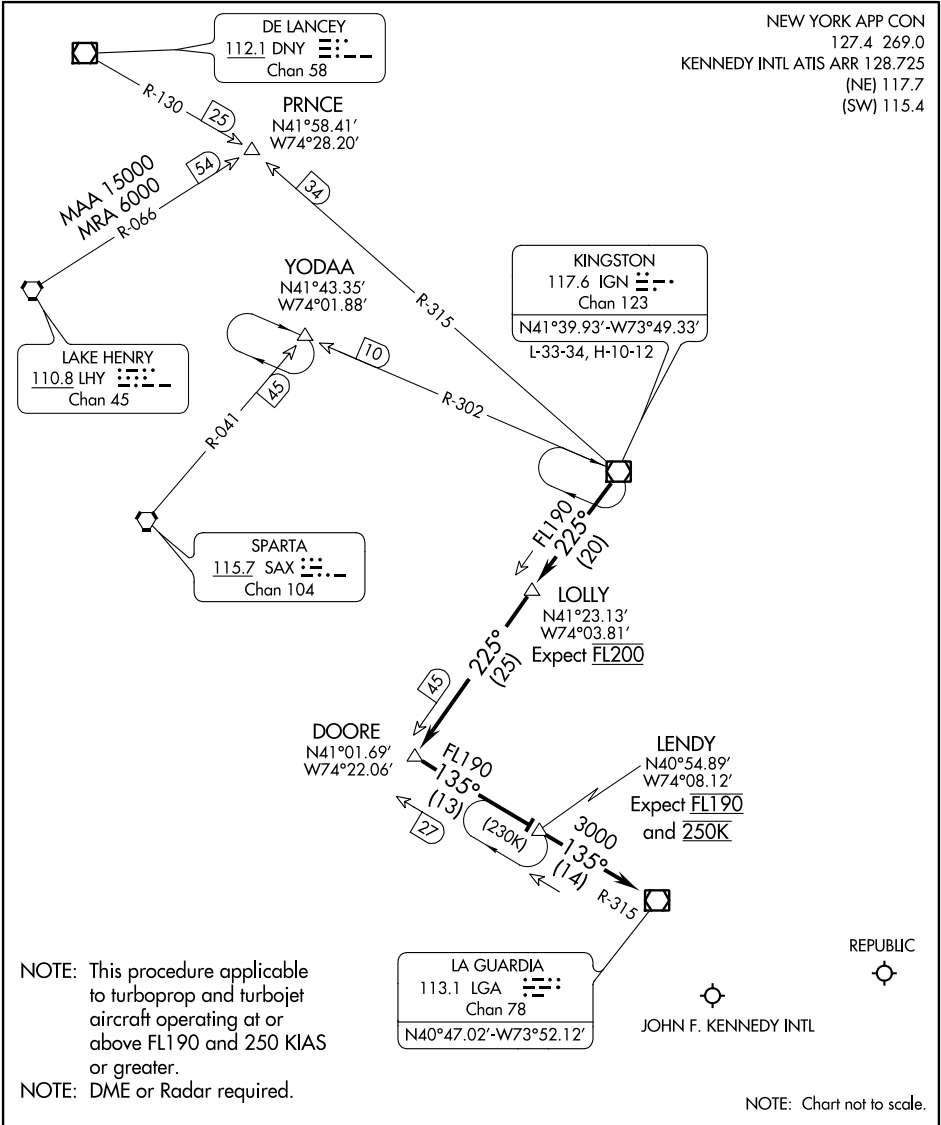 NEW YORK APP CON
127.4 269.0
KENNEDY INTL ATIS ARR 128.725
(NE) 117.7
(SW) 115.4
DE LANCEY
112.1 DNY
Chan 58
R-130
25
PRNCE
N41°58.41′
W74°28.20′
54
MAA 15000
MRA 6000
R-066
34
R-315
LAKE HENRY
110.8 LHY
Chan 45
YODAA
N41°43.35′
W74°01.88′
10
R-302
45
R-041
KINGSTON
117.6 IGN
Chan 123
N41°39.93′-W73°49.33′
L-33-34, H-10-12
SPARTA
115.7 SAX
Chan 104
FL190
225°
(20)
LOLLY
N41°23.13′
W74°03.81′
Expect FL200
225°
(25)
45
DOORE
N41°01.69′
W74°22.06′
FL190
135°
(13)
27
(230K)
LENDY
N40°54.89′
W74°08.12′
Expect FL190
and 250K
3000
135°
(14)
R-315
LA GUARDIA
113.1 LGA
Chan 78
N40°47.02′-W73°52.12′
REPUBLIC
JOHN F. KENNEDY INTL
NOTE: This procedure applicable
to turboprop and turbojet
aircraft operating at or
above FL190 and 250 KIAS
or greater.
NOTE: DME or Radar required.
NOTE: Chart not to scale.